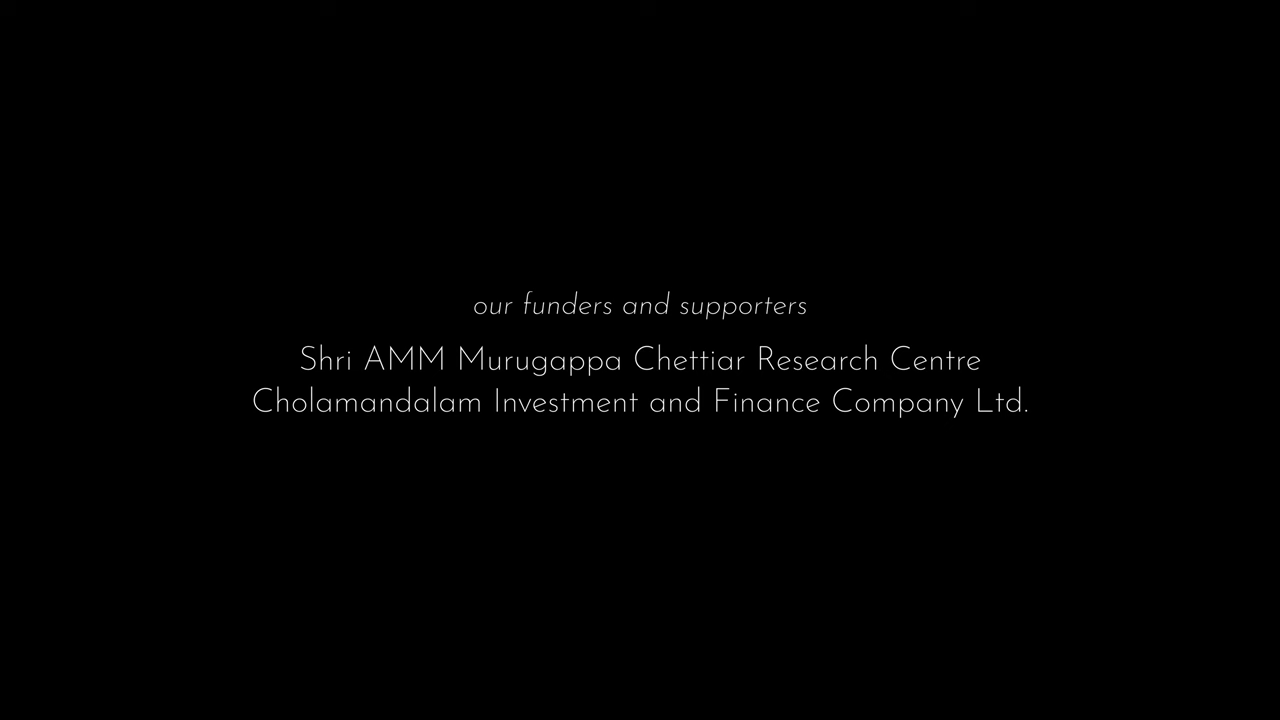 our funders and supporters
Shri AMM Murugappa Chettiar Research Centre
Cholamandalam Investment and Finance Company Ltd.